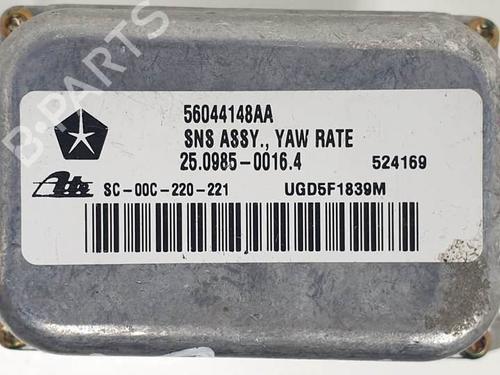 56044148AA
SNS ASSY., YAW RATE
25.0985-0016.4 524169
Ate SC-00C-220-221 UGD5F1839M
B-PARTS